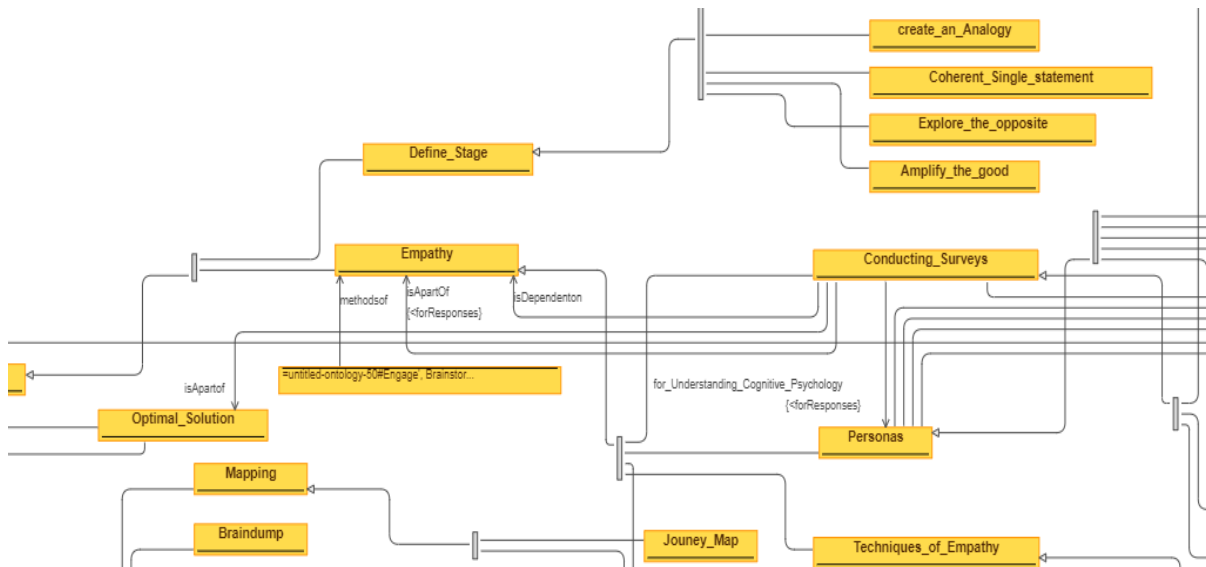 create_an_Analogy
Coherent_Single_statement
Explore_the_opposite
Define_Stage
Amplify_the_good
Empathy
Conducting_Surveys
methodsof
isApartOf
{<forResponses}
isDependenton
=untitled-ontology-50#Engage', Brainstor...
isApartof
for_Understanding_Cognitive_Psychology
{<forResponses}
Optimal_Solution
Personas
Mapping
Braindump
Jouney_Map
Techniques_of_Empathy